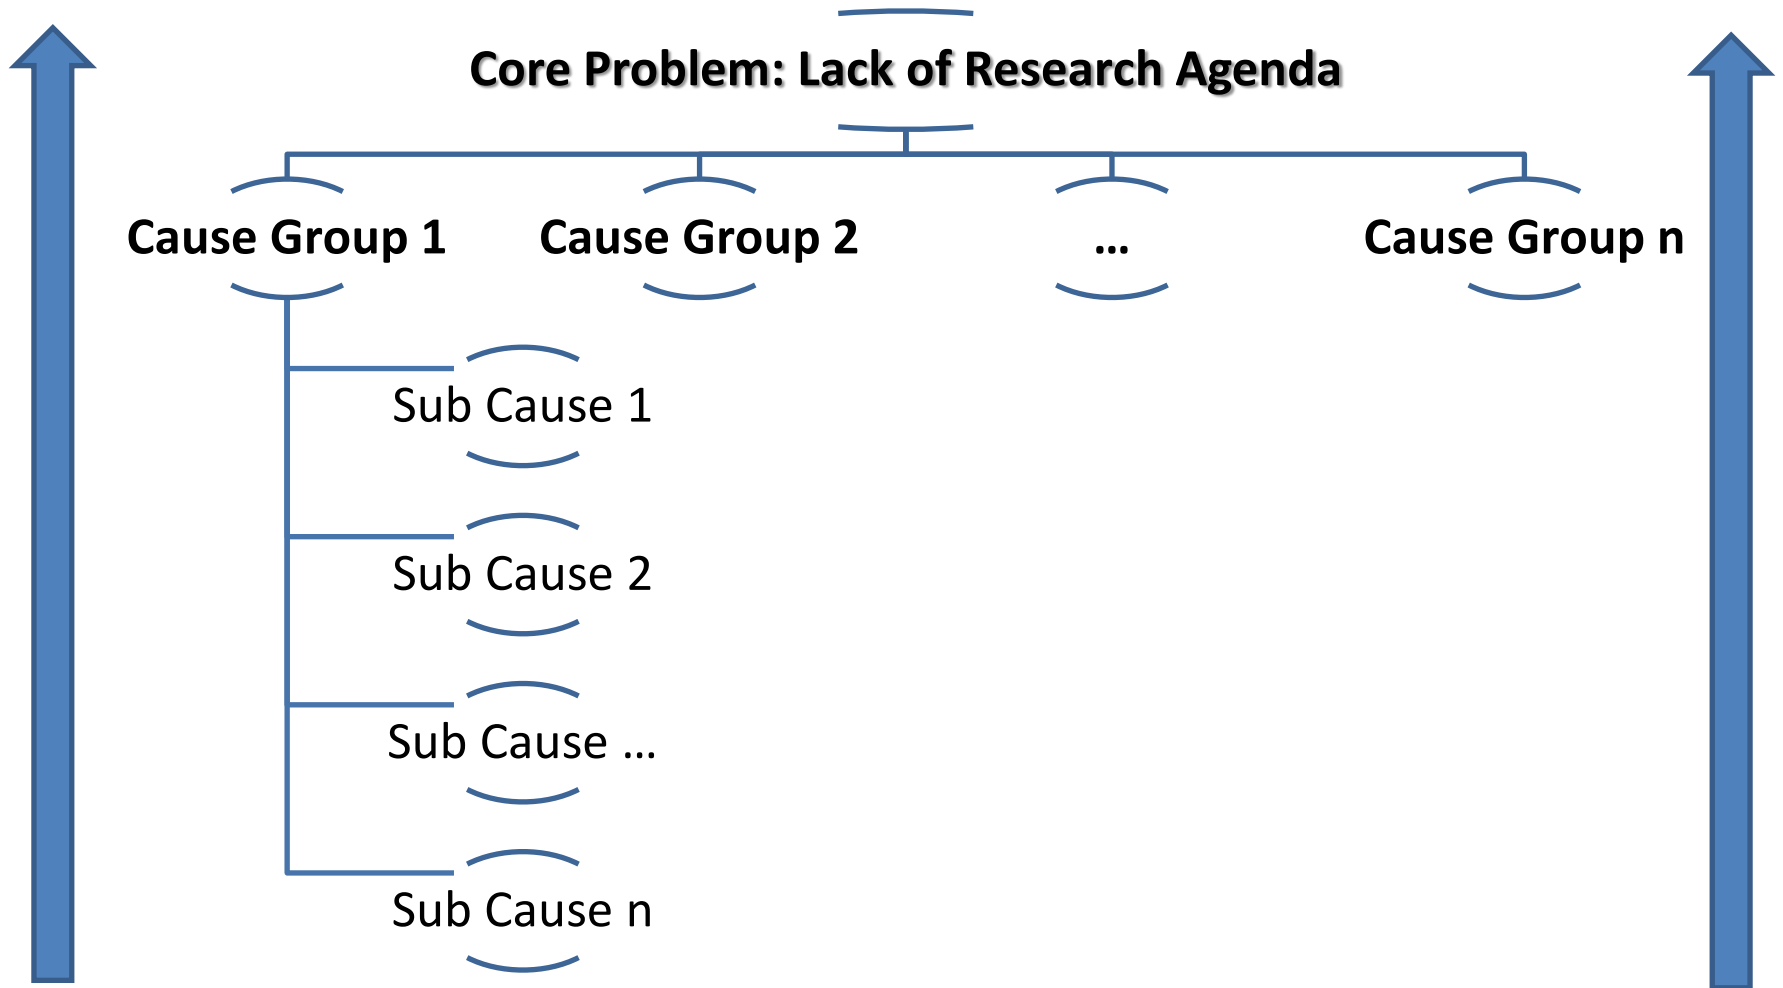 Core Problem: Lack of Research Agenda
Cause Group 1
Cause Group 2
...
Cause Group n
Sub Cause 1
Sub Cause 2
Sub Cause ...
Sub Cause n